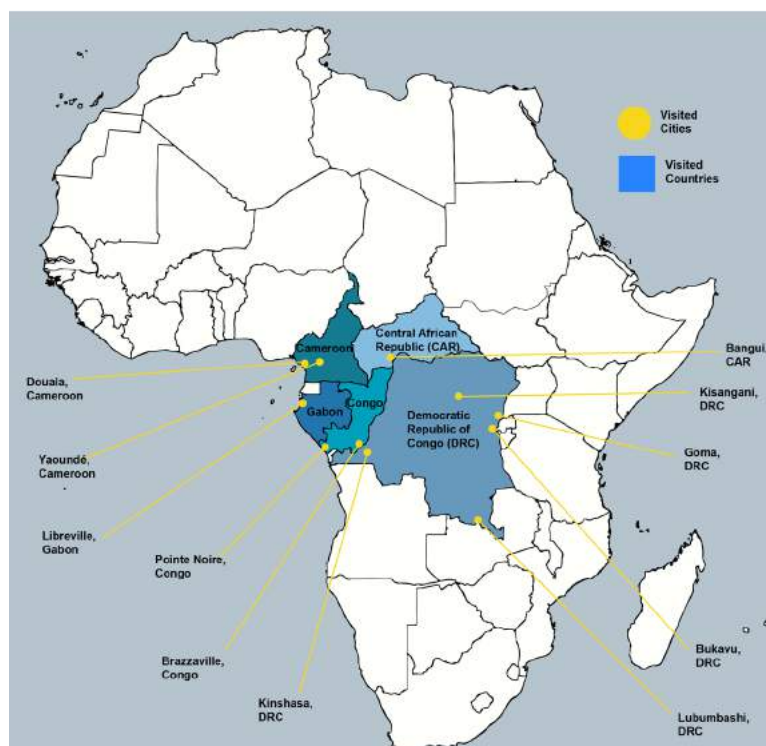 Visited
Cities
Visited
Countries
Central African
Republic (CAR)
Cameroon
Bangui,
CAR
Douala,
Cameroon
Gabon
Congo
Kisangani,
DRC
Democratic
Republic of
Congo (DRC)
Goma,
DRC
Yaoundé,
Cameroon
Libreville,
Gabon
Pointe Noire,
Congo
Brazzaville,
Congo
Bukavu,
DRC
Kinshasa,
DRC
Lubumbashi,
DRC